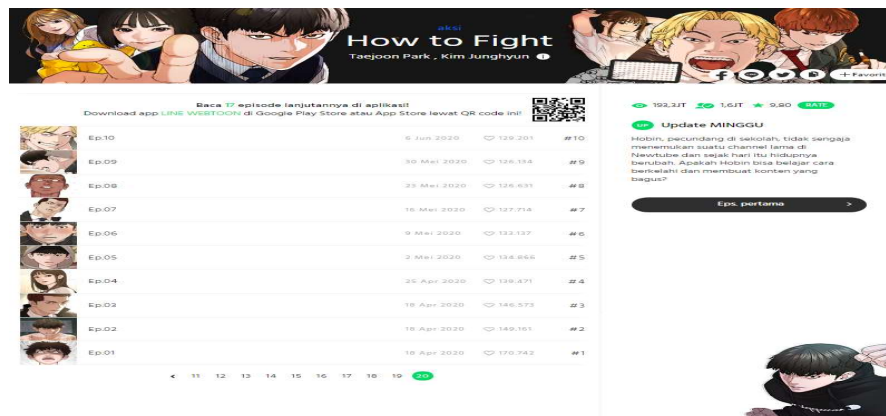 aksi
How to Fight
Taejoon Park , Kim Junghyun
+ Favorit
Baca 17 episode lanjutannya di aplikasi!
Download app LINE WEBTOON di Google Play Store atau App Store lewat QR code ini!
Ep.10 6 Jun 2020 129.201 #10
Ep.09 30 Mei 2020 126.134 #9
Ep.08 23 Mei 2020 126.631 #8
Ep.07 16 Mei 2020 127.714 #7
Ep.06 9 Mei 2020 133.137 #6
Ep.05 2 Mei 2020 134.866 #5
Ep.04 25 Apr 2020 139.471 #4
Ep.03 18 Apr 2020 146.573 #3
Ep.02 18 Apr 2020 149.161 #2
Ep.01 18 Apr 2020 170.742 #1
< 11 12 13 14 15 16 17 18 19 20
193,3JT 1,6JT 9,80 RATE
UP Update MINGGU
Hobin, pecundang di sekolah, tidak sengaja
menemukan suatu channel lama di
Newtube dan sejak hari itu hidupnya
berubah. Apakah Hobin bisa belajar cara
berkelahi dan membuat konten yang
bagus?
Eps. pertama >